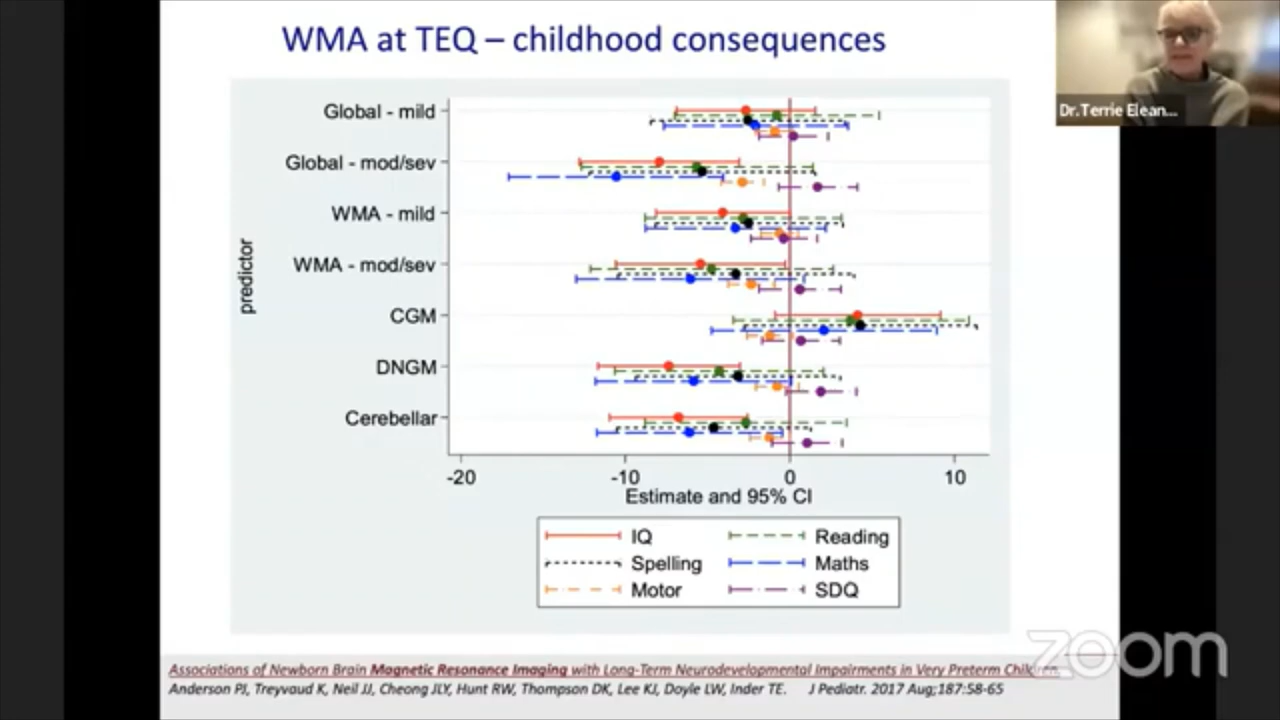 WMA at TEQ – childhood consequences
Dr.Terrie Elean...
Global - mild
Global - mod/sev
WMA - mild
WMA - mod/sev
CGM
DNGM
Cerebellar
predictor
-20 -10 0 10
Estimate and 95% CI
IQ Reading
Spelling Maths
Motor SDQ
zoom
Associations of Newborn Brain Magnetic Resonance Imaging with Long-Term Neurodevelopmental Impairments in Very Preterm Children.
Anderson PJ, Treyvaud K, Neil JJ, Cheong JLY, Hunt RW, Thompson DK, Lee KJ, Doyle LW, Inder TE. J Pediatr. 2017 Aug;187:58-65